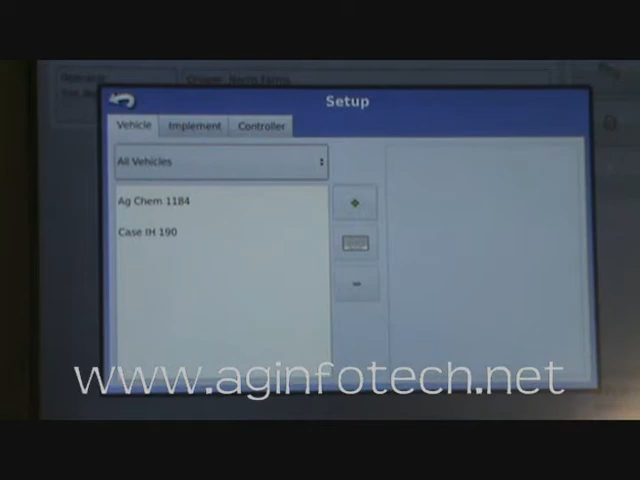 Setup
Vehicle
Implement
Controller
All Vehicles
Ag Chem 1184
Case IH 190
www.aginfotech.net